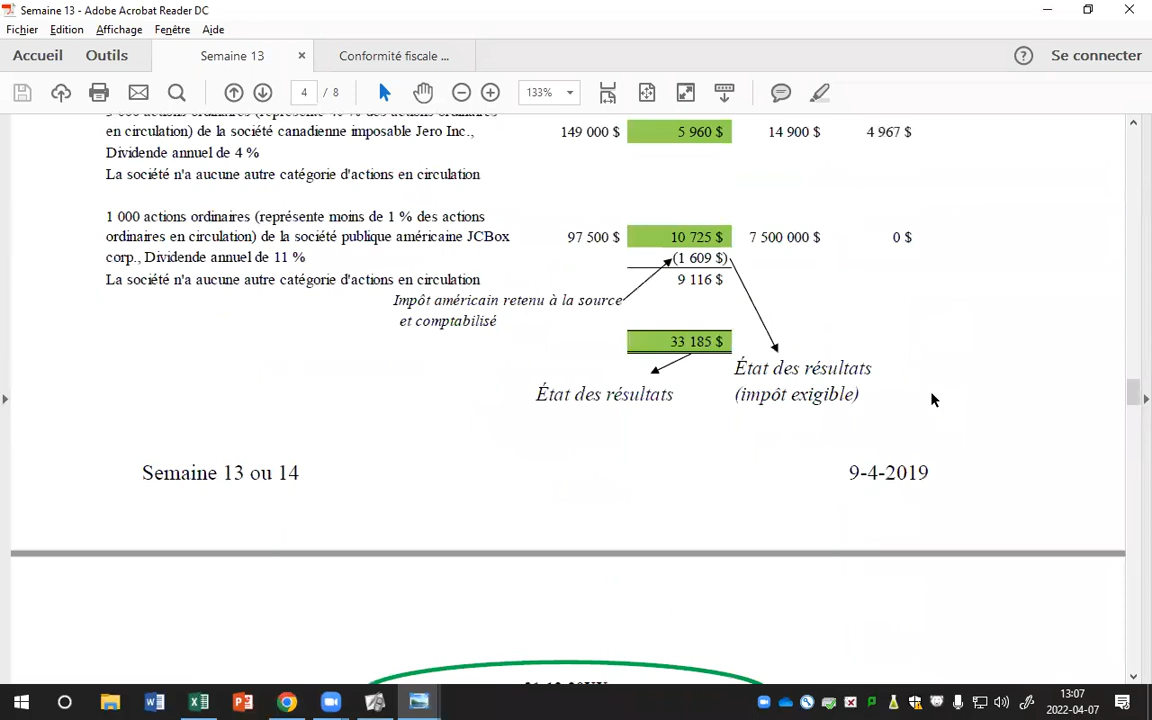 Semaine 13 - Adobe Acrobat Reader DC
Fichier Edition Affichage Fenêtre Aide
Accueil Outils Semaine 13 × Conformité fiscale ... ? Se connecter
4 / 8 133%
en circulation) de la société canadienne imposable Jero Inc., 149 000 $ 5 960 $ 14 900 $ 4 967 $
Dividende annuel de 4 %
La société n'a aucune autre catégorie d'actions en circulation
1 000 actions ordinaires (représente moins de 1 % des actions
ordinaires en circulation) de la société publique américaine JCBox 97 500 $ 10 725 $ 7 500 000 $ 0 $
corp., Dividende annuel de 11 % (1 609 $)
La société n'a aucune autre catégorie d'actions en circulation 9 116 $
Impôt américain retenu à la source
et comptabilisé
33 185 $
État des résultats
(impôt exigible)
État des résultats
Semaine 13 ou 14 9-4-2019
13:07
2022-04-07